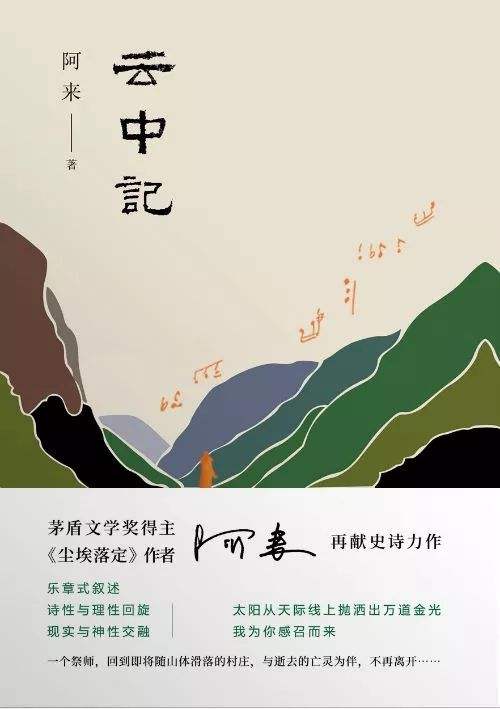 云中記
阿来
著
茅盾文学奖得主
《尘埃落定》作者
阿来
再献史诗力作
乐章式叙述
诗性与理性回旋
现实与神性交融
太阳从天际线上抛洒出万道金光
我为你感召而来
一个祭师，回到即将随山体滑落的村庄，与逝去的亡灵为伴，不再离开……